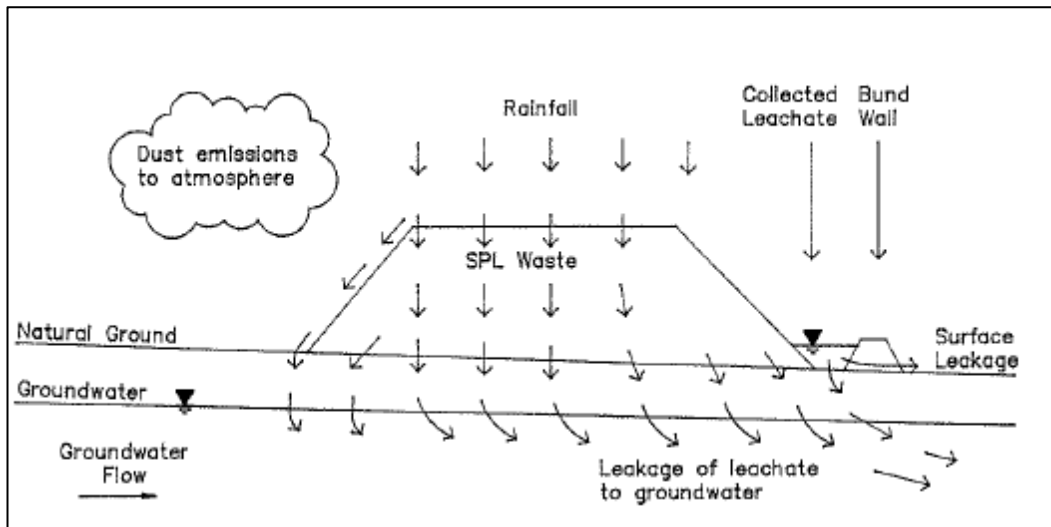 Rainfall
Collected
Leachate
Bund
Wall
Dust emissions
to atmosphere
SPL Waste
Natural Ground
Surface
Leakage
Groundwater
Groundwater
Flow
Leakage of leachate
to groundwater